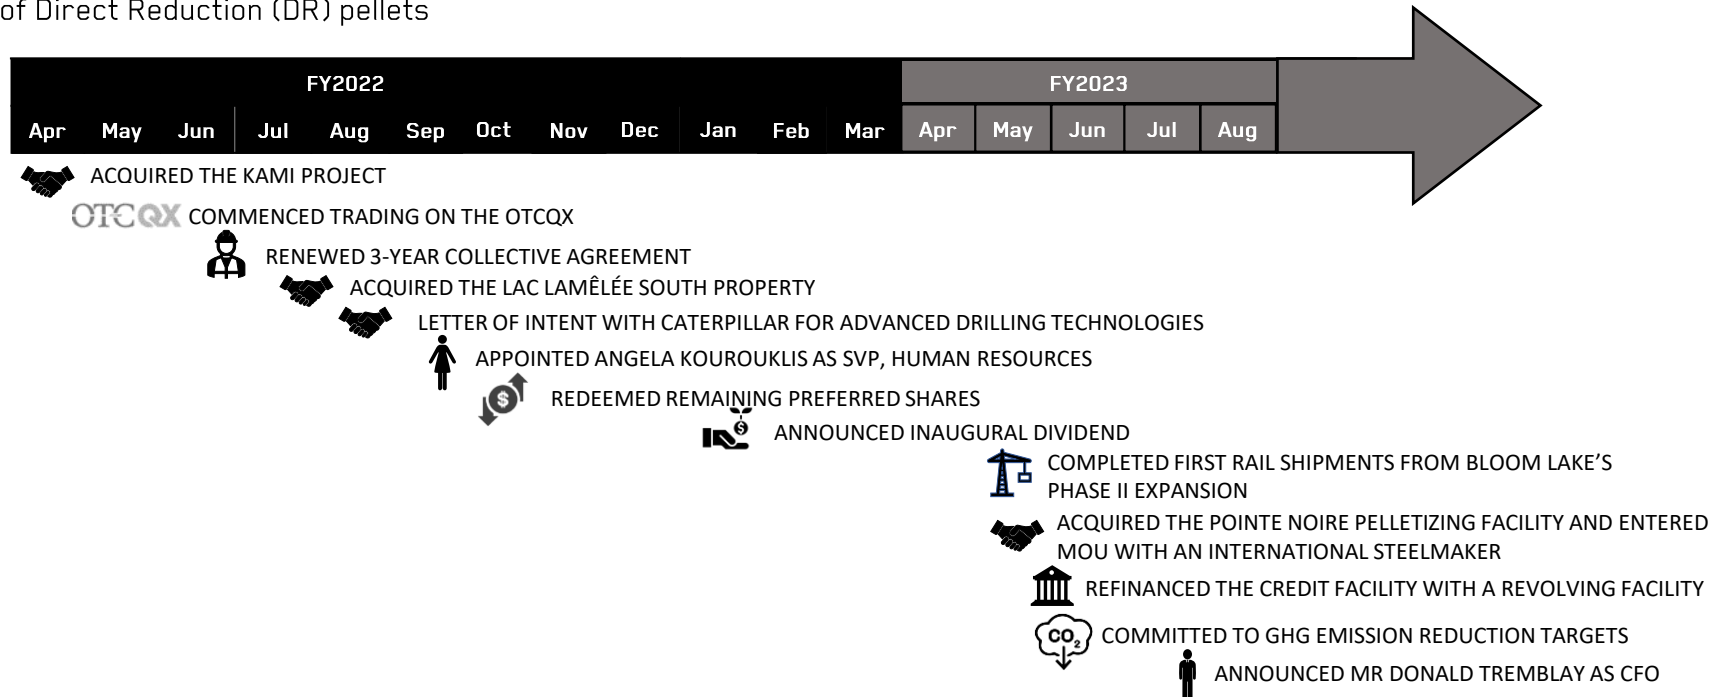 of Direct Reduction (DR) pellets
FY2022 FY2023
Apr May Jun Jul Aug Sep Oct Nov Dec Jan Feb Mar Apr May Jun Jul Aug
ACQUIRED THE KAMI PROJECT
OTCQX COMMENCED TRADING ON THE OTCQX
RENEWED 3-YEAR COLLECTIVE AGREEMENT
ACQUIRED THE LAC LAMÊLÉE SOUTH PROPERTY
LETTER OF INTENT WITH CATERPILLAR FOR ADVANCED DRILLING TECHNOLOGIES
APPOINTED ANGELA KOUROUKLIS AS SVP, HUMAN RESOURCES
$ REDEEMED REMAINING PREFERRED SHARES
$ ANNOUNCED INAUGURAL DIVIDEND
COMPLETED FIRST RAIL SHIPMENTS FROM BLOOM LAKE’S
PHASE II EXPANSION
ACQUIRED THE POINTE NOIRE PELLETIZING FACILITY AND ENTERED
MOU WITH AN INTERNATIONAL STEELMAKER
REFINANCED THE CREDIT FACILITY WITH A REVOLVING FACILITY
CO₂ COMMITTED TO GHG EMISSION REDUCTION TARGETS
ANNOUNCED MR DONALD TREMBLAY AS CFO